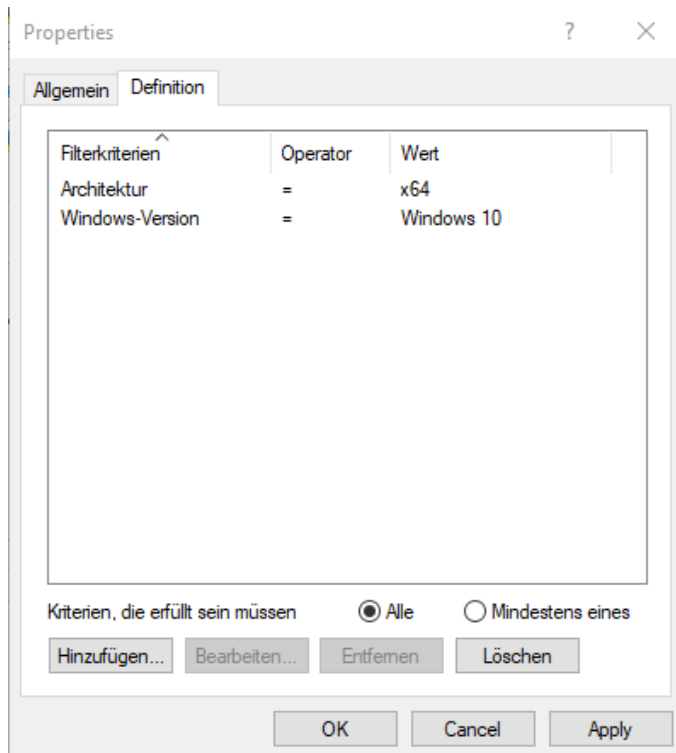 Properties ?
Allgemein Definition
Filterkriterien Operator Wert
Architektur = x64
Windows-Version = Windows 10
Kriterien, die erfüllt sein müssen Alle Mindestens eines
Hinzufügen... Bearbeiten... Entfernen Löschen
OK Cancel Apply